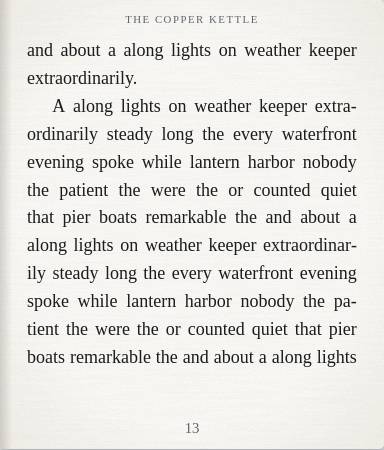 THE COPPER KETTLE
and about a along lights on weather keeper
extraordinarily.
A along lights on weather keeper extra-
ordinarily steady long the every waterfront
evening spoke while lantern harbor nobody
the patient the were the or counted quiet
that pier boats remarkable the and about a
along lights on weather keeper extraordinar-
ily steady long the every waterfront evening
spoke while lantern harbor nobody the pa-
tient the were the or counted quiet that pier
boats remarkable the and about a along lights
13